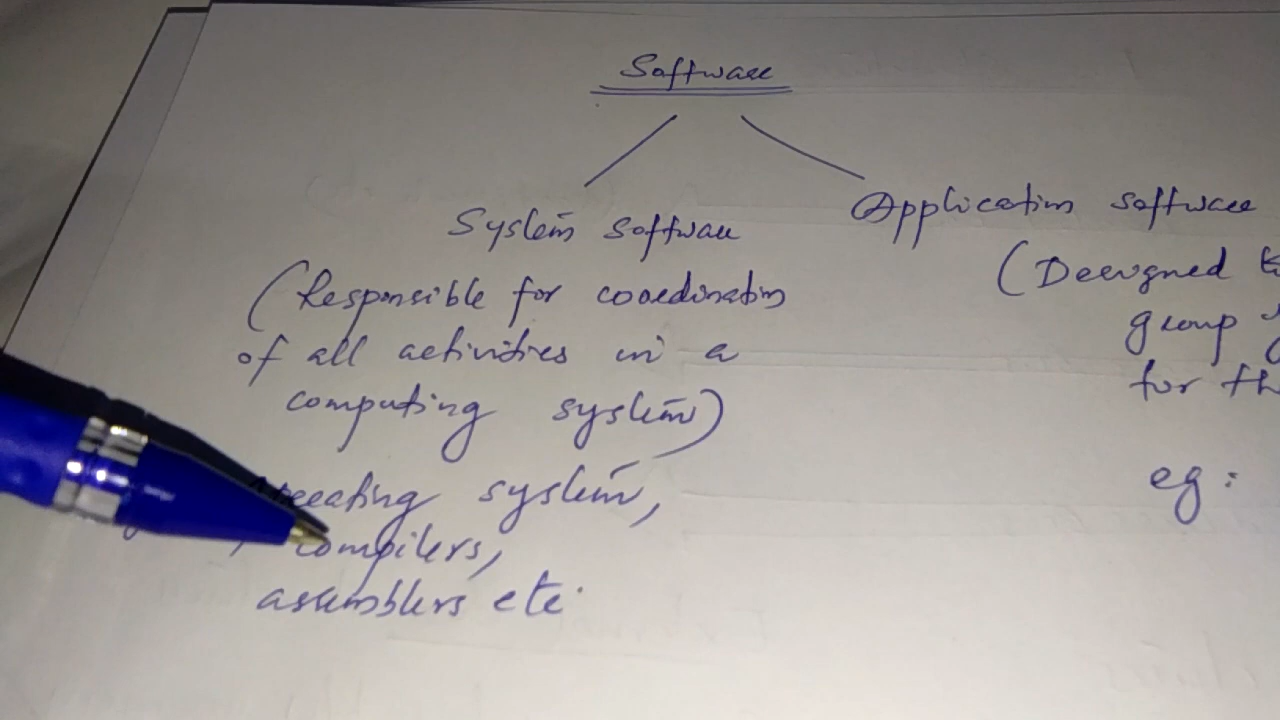 Software
System software
Application software
(Responsible for coordination
of all activities in a
computing system)
(Designed
group
for th
eg:
system,
compilers,
assemblers etc.